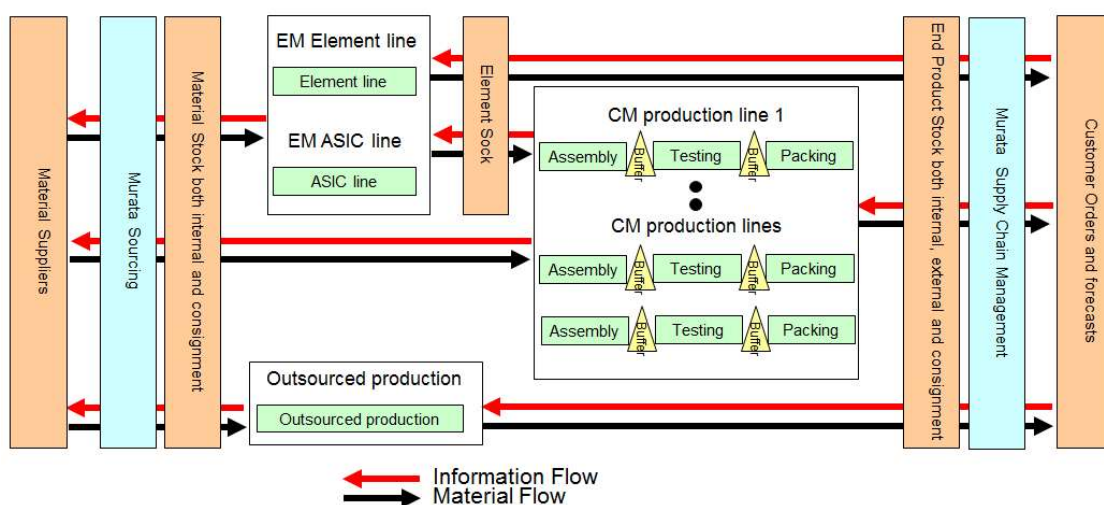 Material Suppliers
Murata Sourcing
Material Stock both internal and consignment
EM Element line
Element line
EM ASIC line
ASIC line
Element Sock
CM production line 1
Assembly
Buffer
Testing
Buffer
Packing
CM production lines
Assembly
Buffer
Testing
Buffer
Packing
Assembly
Buffer
Testing
Buffer
Packing
Outsourced production
Outsourced production
End Product Stock both internal, external and consignment
Murata Supply Chain Management
Customer Orders and forecasts
Information Flow
Material Flow